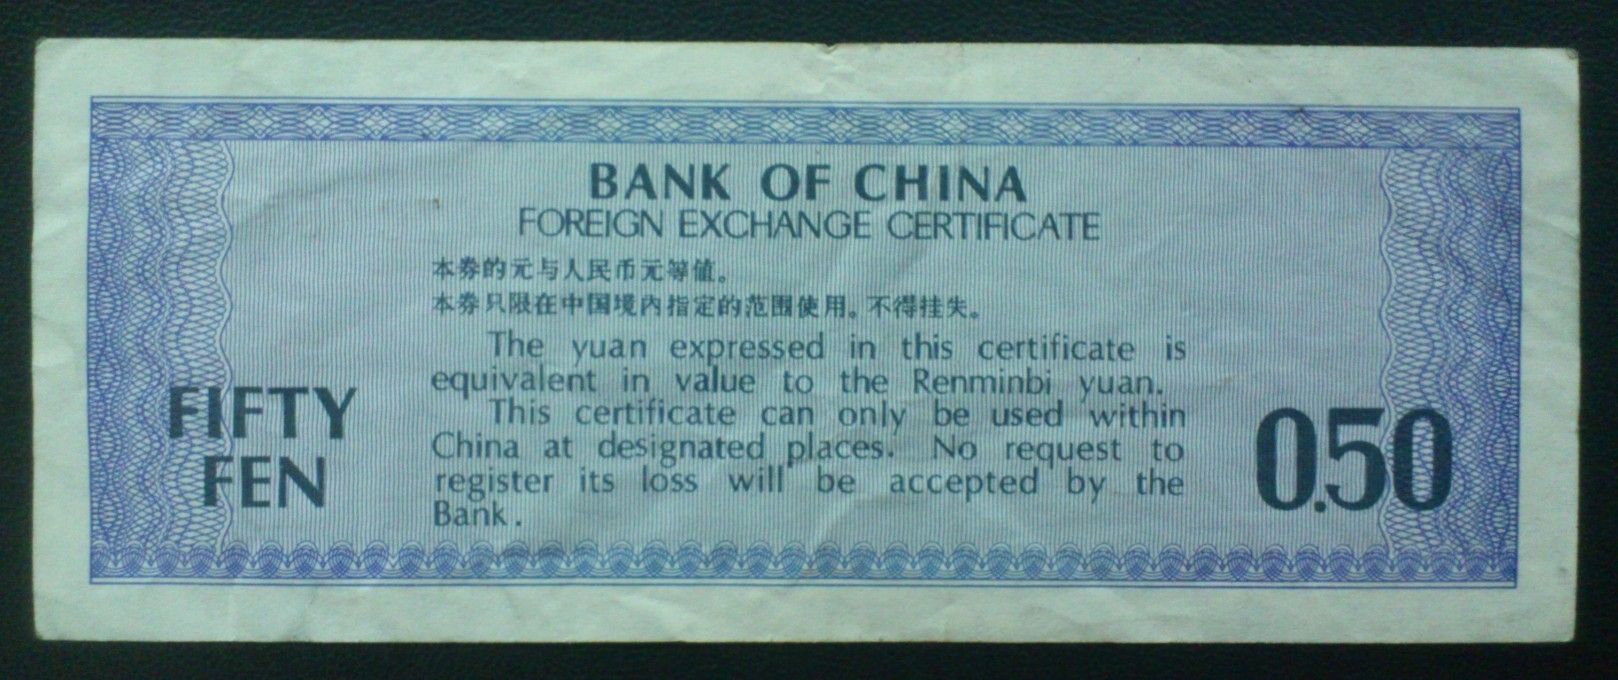 BANK OF CHINA
FOREIGN EXCHANGE CERTIFICATE
本券的元与人民币元等值。
本券只限在中国境内指定的范围使用。不得挂失。
The yuan expressed in this certificate is
equivalent in value to the Renminbi yuan.
This certificate can only be used within
China at designated places. No request to
register its loss will be accepted by the
Bank.
FIFTY
FEN
0.50